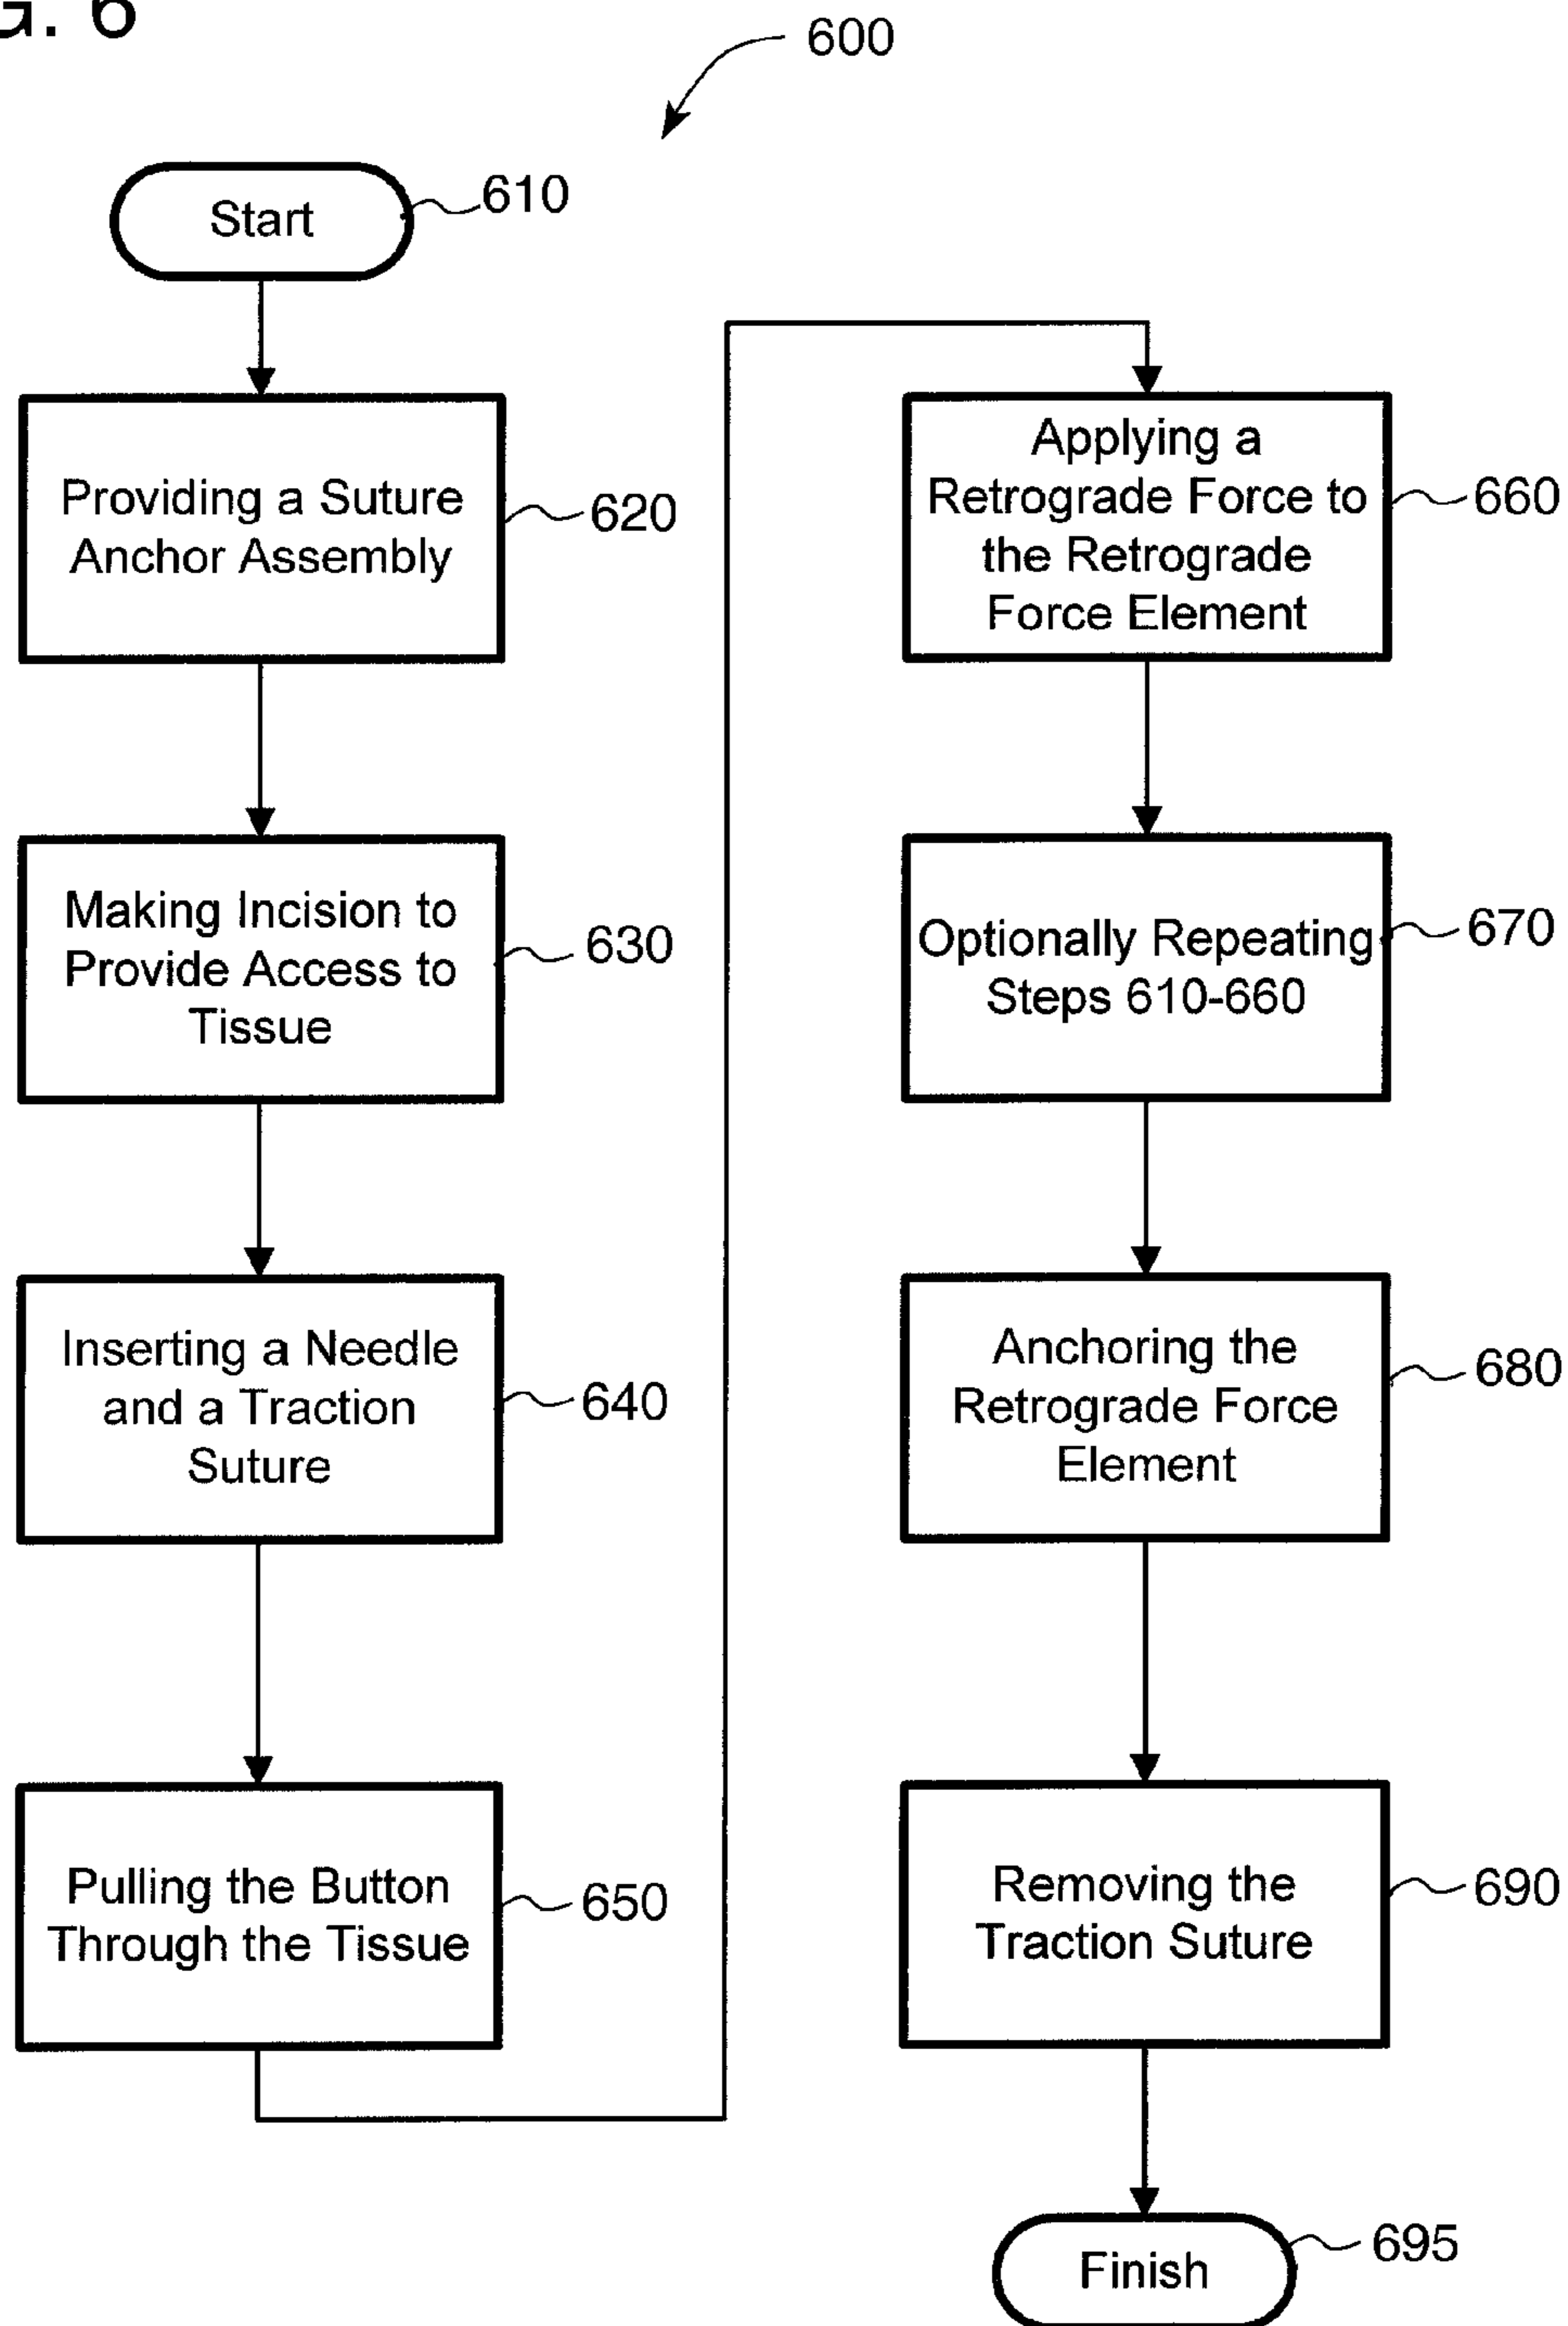 G. 6
600
Start
610
Providing a Suture
Anchor Assembly
620
Making Incision to
Provide Access to
Tissue
630
Inserting a Needle
and a Traction
Suture
640
Pulling the Button
Through the Tissue
650
Applying a
Retrograde Force to
the Retrograde
Force Element
660
Optionally Repeating
Steps 610-660
670
Anchoring the
Retrograde Force
Element
680
Removing the
Traction Suture
690
Finish
695